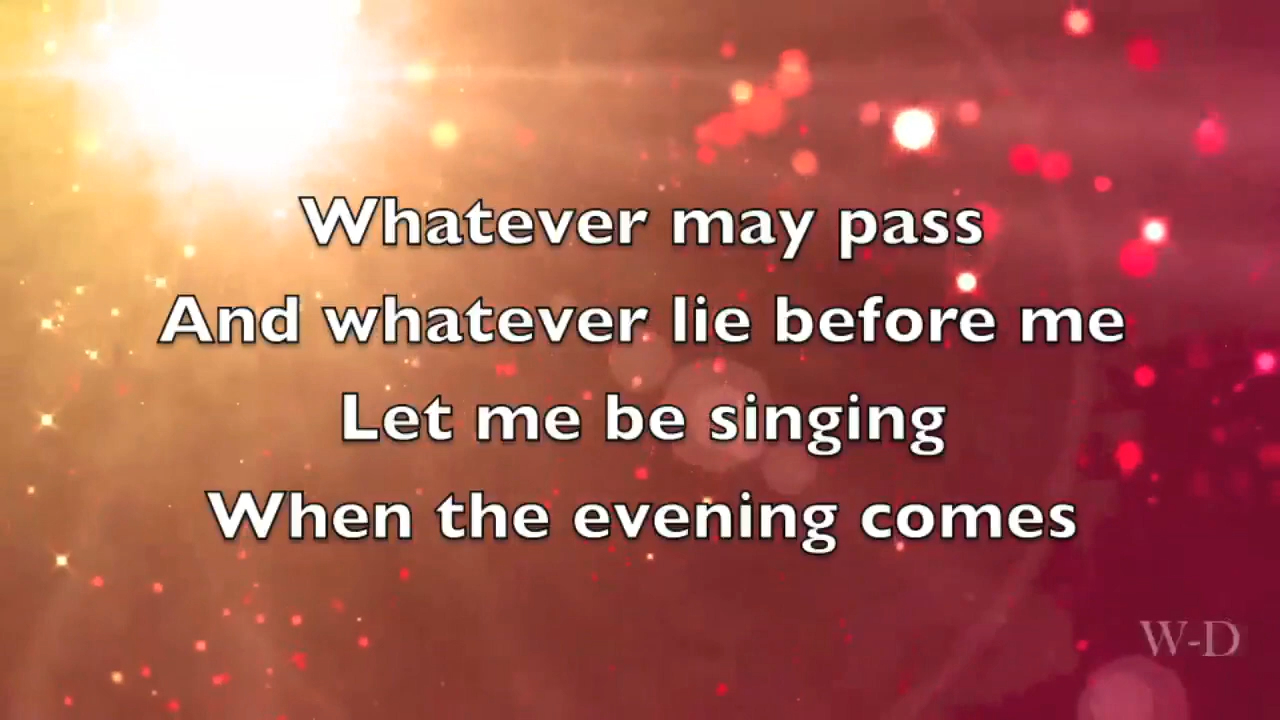 Whatever may pass
And whatever lie before me
Let me be singing
When the evening comes
W-D